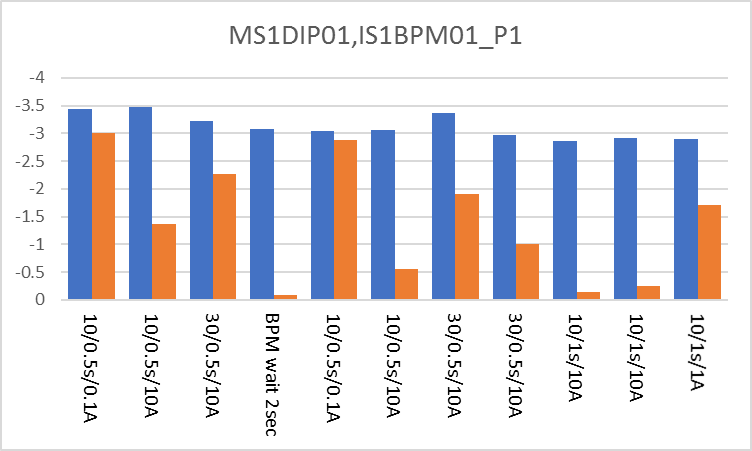 MS1DIP01,IS1BPM01_P1
-4
-3.5
-3
-2.5
-2
-1.5
-1
-0.5
0
10/0.5s/0.1A
10/0.5s/10A
30/0.5s/10A
BPM wait 2sec
10/0.5s/0.1A
10/0.5s/10A
30/0.5s/10A
30/0.5s/10A
10/1s/10A
10/1s/10A
10/1s/1A